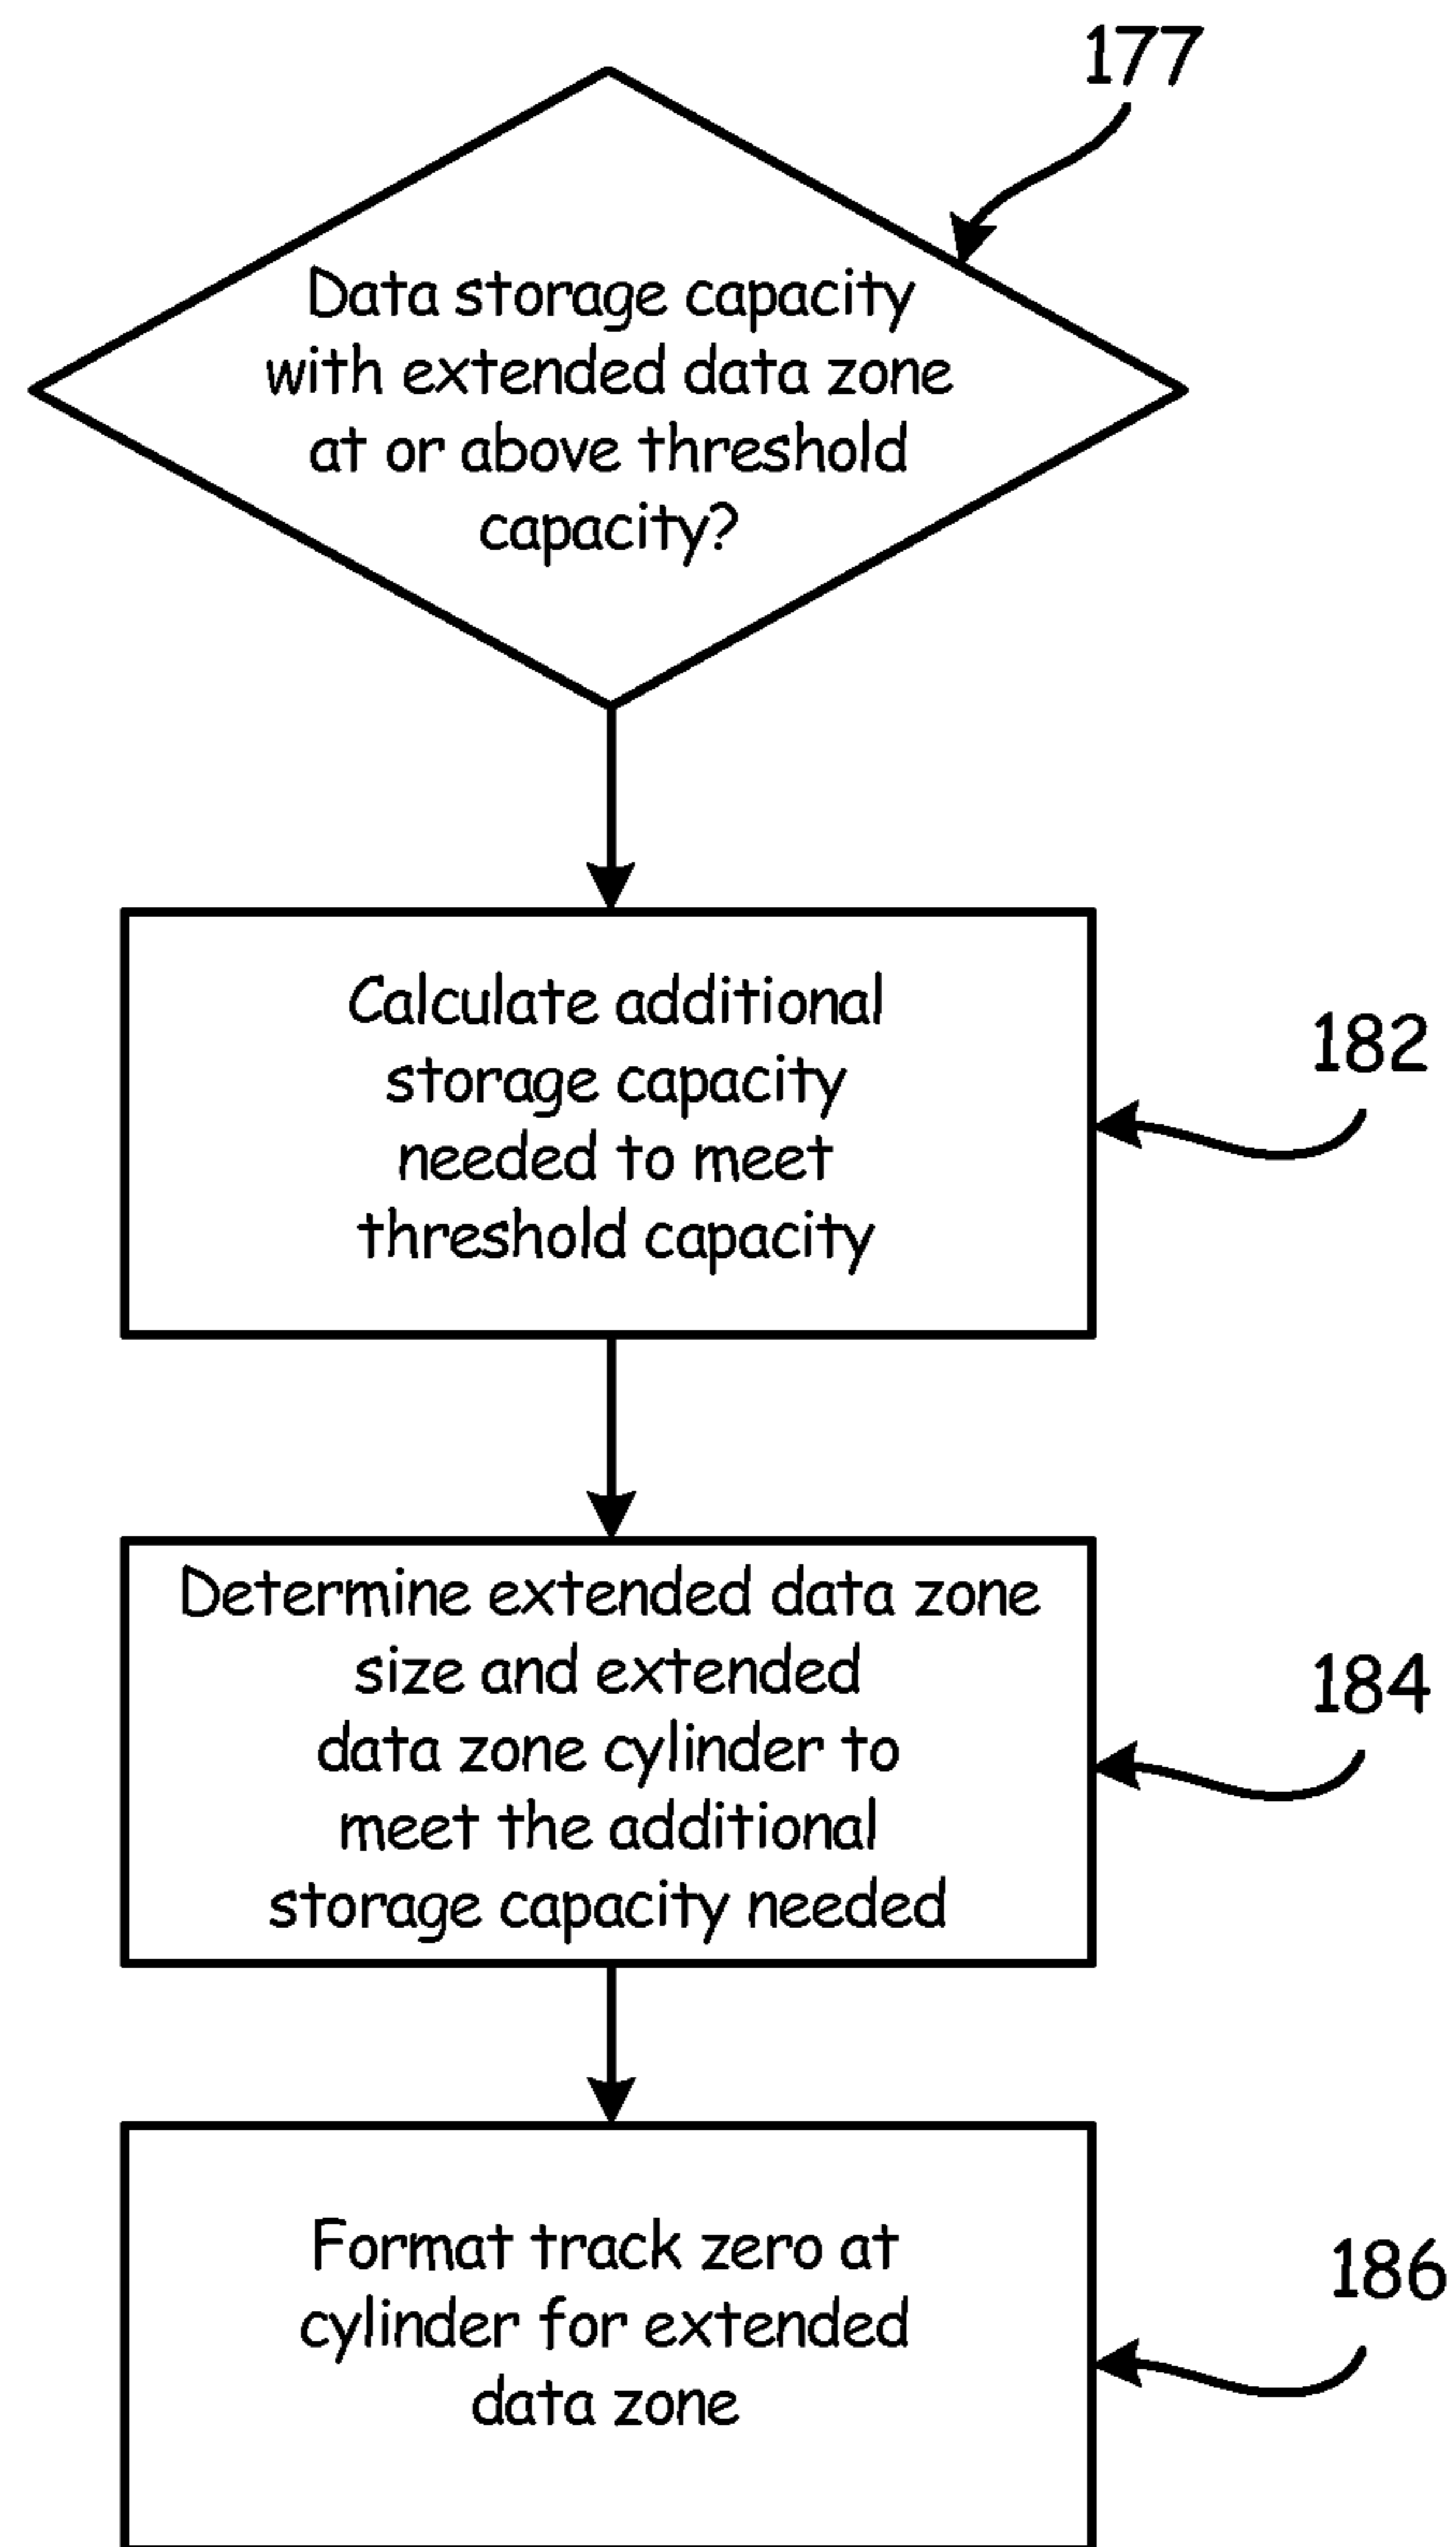 177
Data storage capacity
with extended data zone
at or above threshold
capacity?
Calculate additional
storage capacity
needed to meet
threshold capacity
182
Determine extended data zone
size and extended
data zone cylinder to
meet the additional
storage capacity needed
184
Format track zero at
cylinder for extended
data zone
186